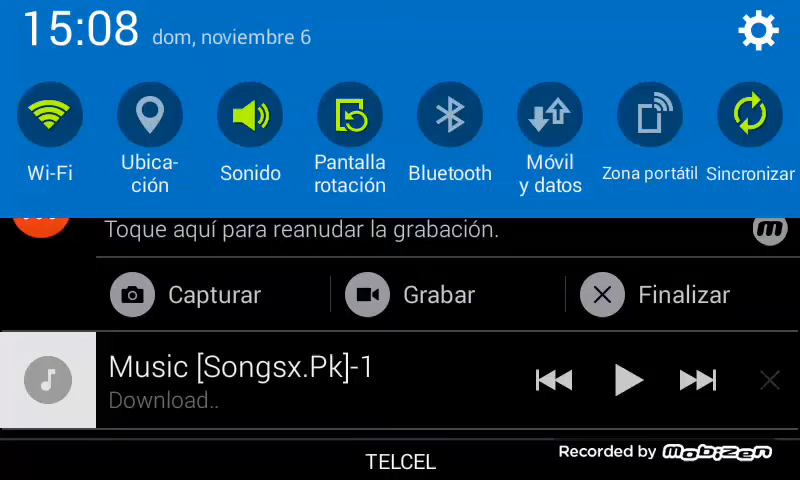 15:08 dom, noviembre 6
Wi-Fi
Ubica-
ción
Sonido
Pantalla
rotación
Bluetooth
Móvil
y datos
Zona portátil
Sincronizar
Toque aquí para reanudar la grabación.
m
Capturar
Grabar
Finalizar
Music [Songsx.Pk]-1
Download..
Recorded by mobizen
TELCEL